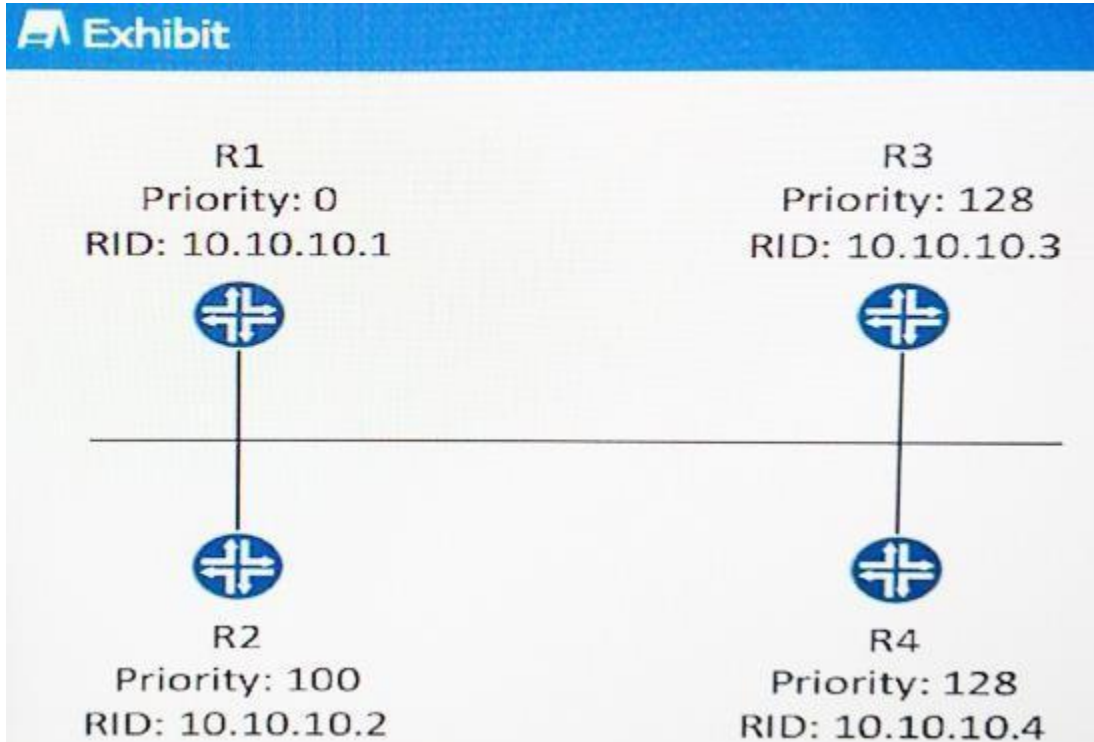 Exhibit
R1
Priority: 0
RID: 10.10.10.1
R3
Priority: 128
RID: 10.10.10.3
R2
Priority: 100
RID: 10.10.10.2
R4
Priority: 128
RID: 10.10.10.4